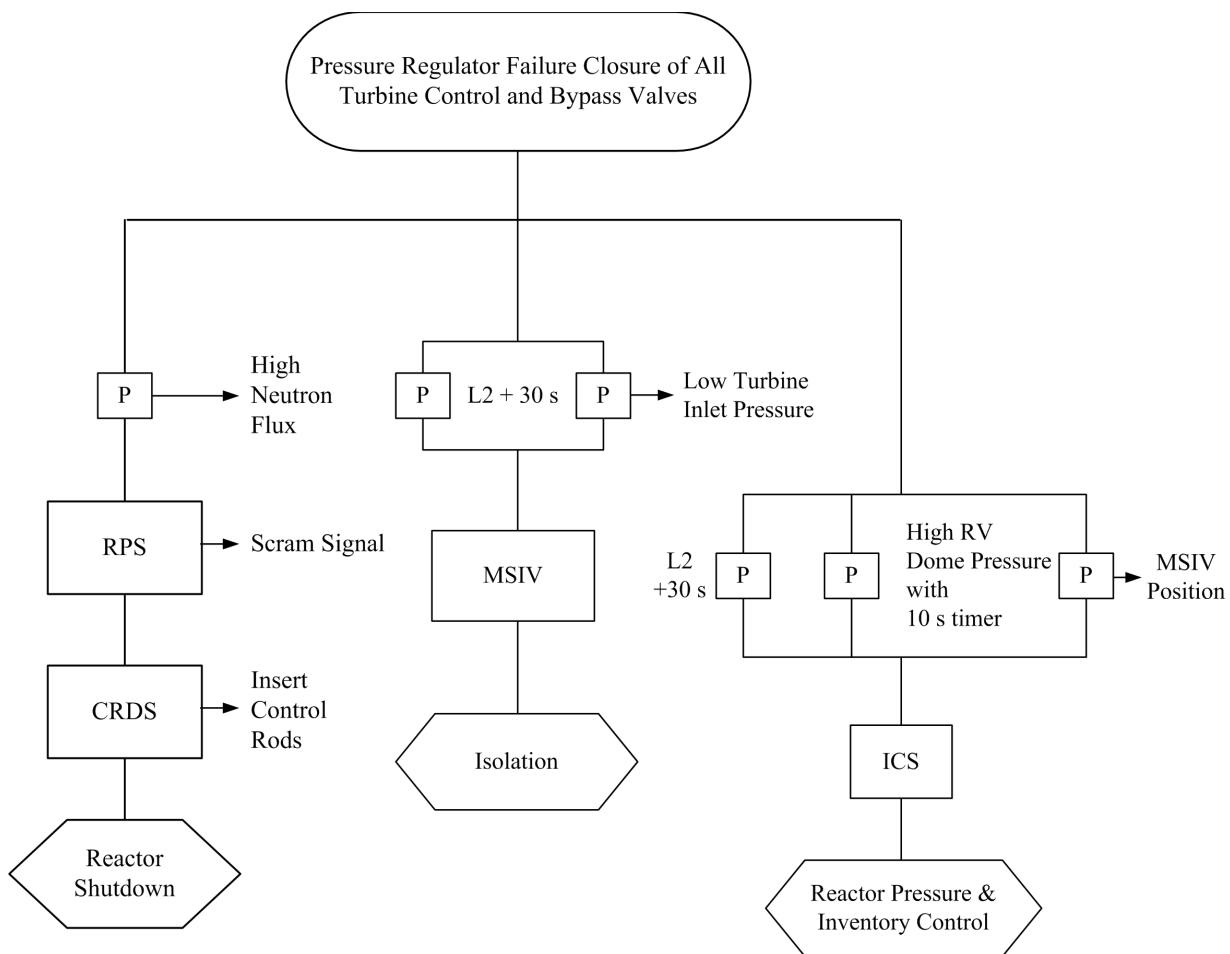 Pressure Regulator Failure Closure of All
Turbine Control and Bypass Valves
P
High
Neutron
Flux
RPS
Scram Signal
CRDS
Insert
Control
Rods
Reactor
Shutdown
P
L2 + 30 s
P
Low Turbine
Inlet Pressure
MSIV
Isolation
L2
+30 s
P
P
High RV
Dome Pressure
with
10 s timer
P
MSIV
Position
ICS
Reactor Pressure &
Inventory Control